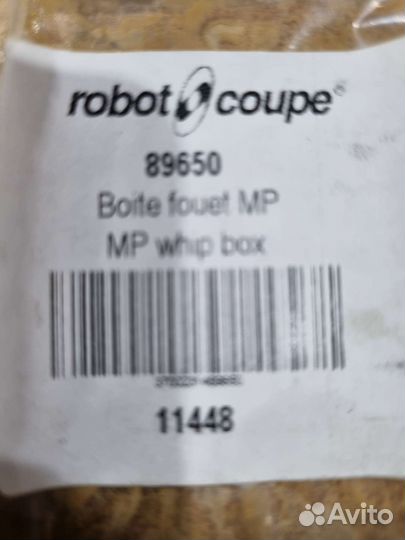 robot coupe®
89650
Boite fouet MP
MP whip box
11448
Avito